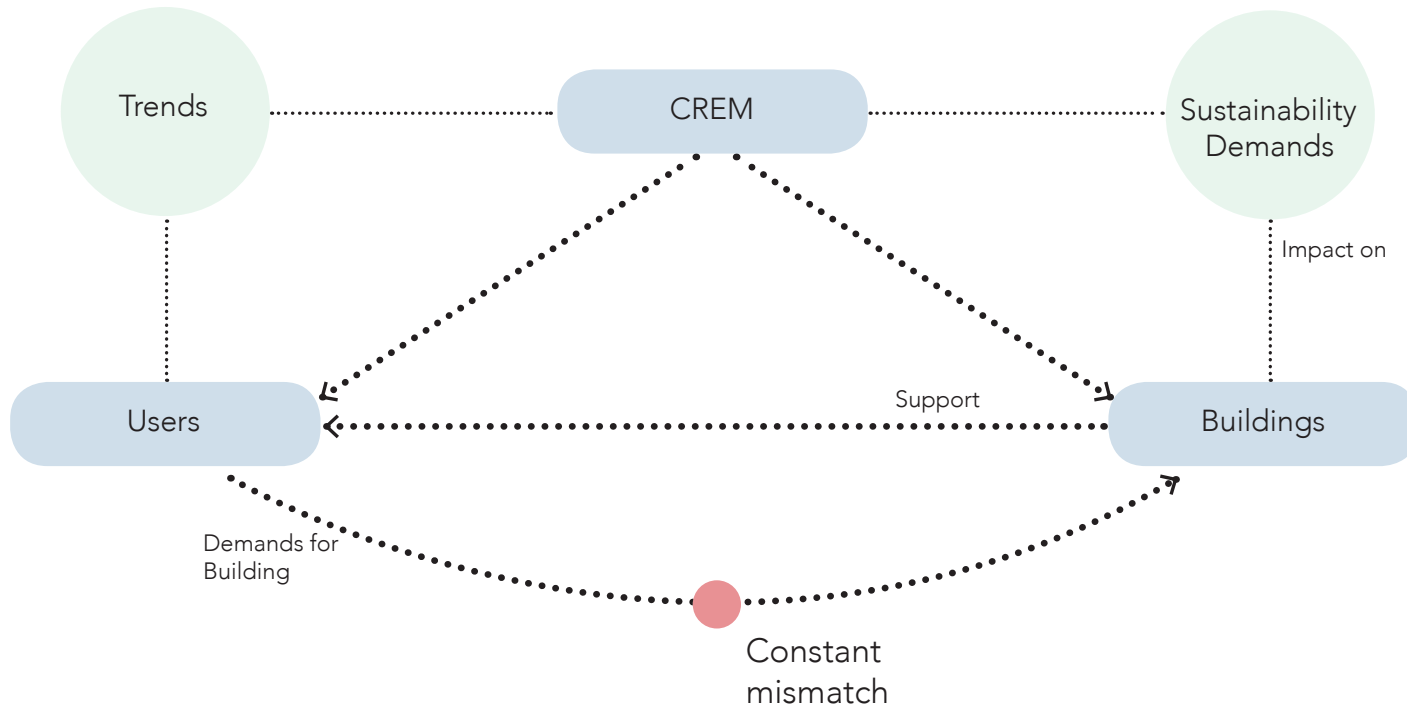 Trends
CREM
Sustainability
Demands
Impact on
Support
Users
Buildings
Demands for
Building
Constant
mismatch